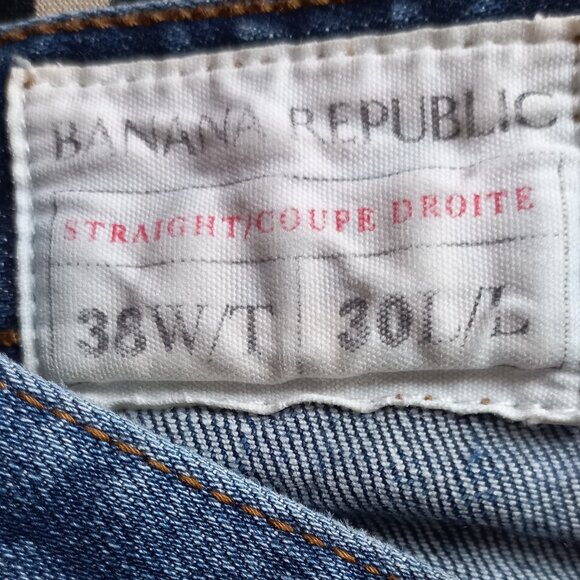 BANANA REPUBLIC
STRAIGHT/COUPE DROITE
38W/T 30L/L